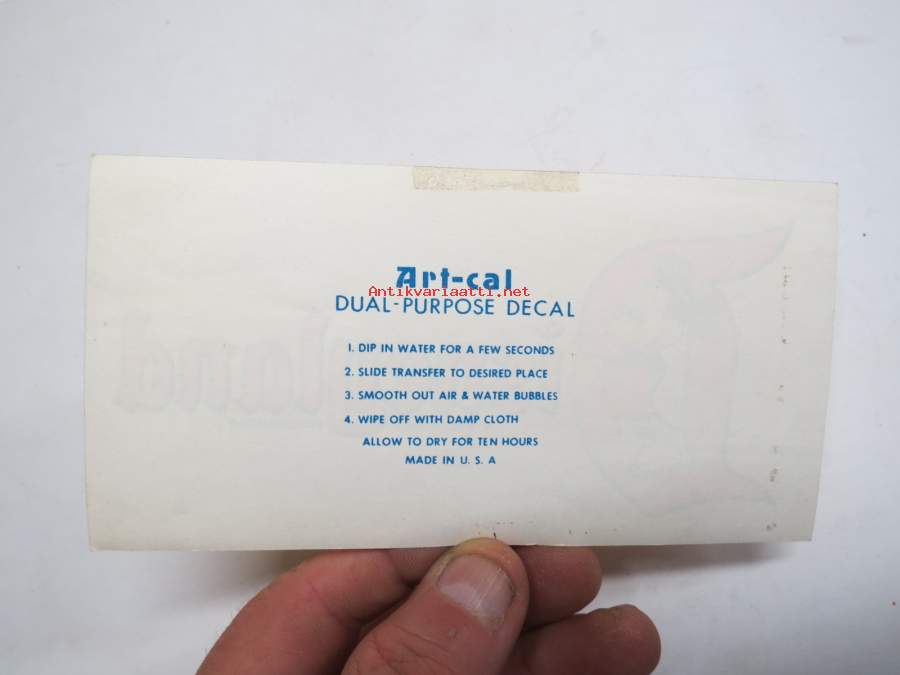 Art-cal
Antikvariaatti.net
DUAL-PURPOSE DECAL
1. DIP IN WATER FOR A FEW SECONDS
2. SLIDE TRANSFER TO DESIRED PLACE
3. SMOOTH OUT AIR & WATER BUBBLES
4. WIPE OFF WITH DAMP CLOTH
ALLOW TO DRY FOR TEN HOURS
MADE IN U. S. A